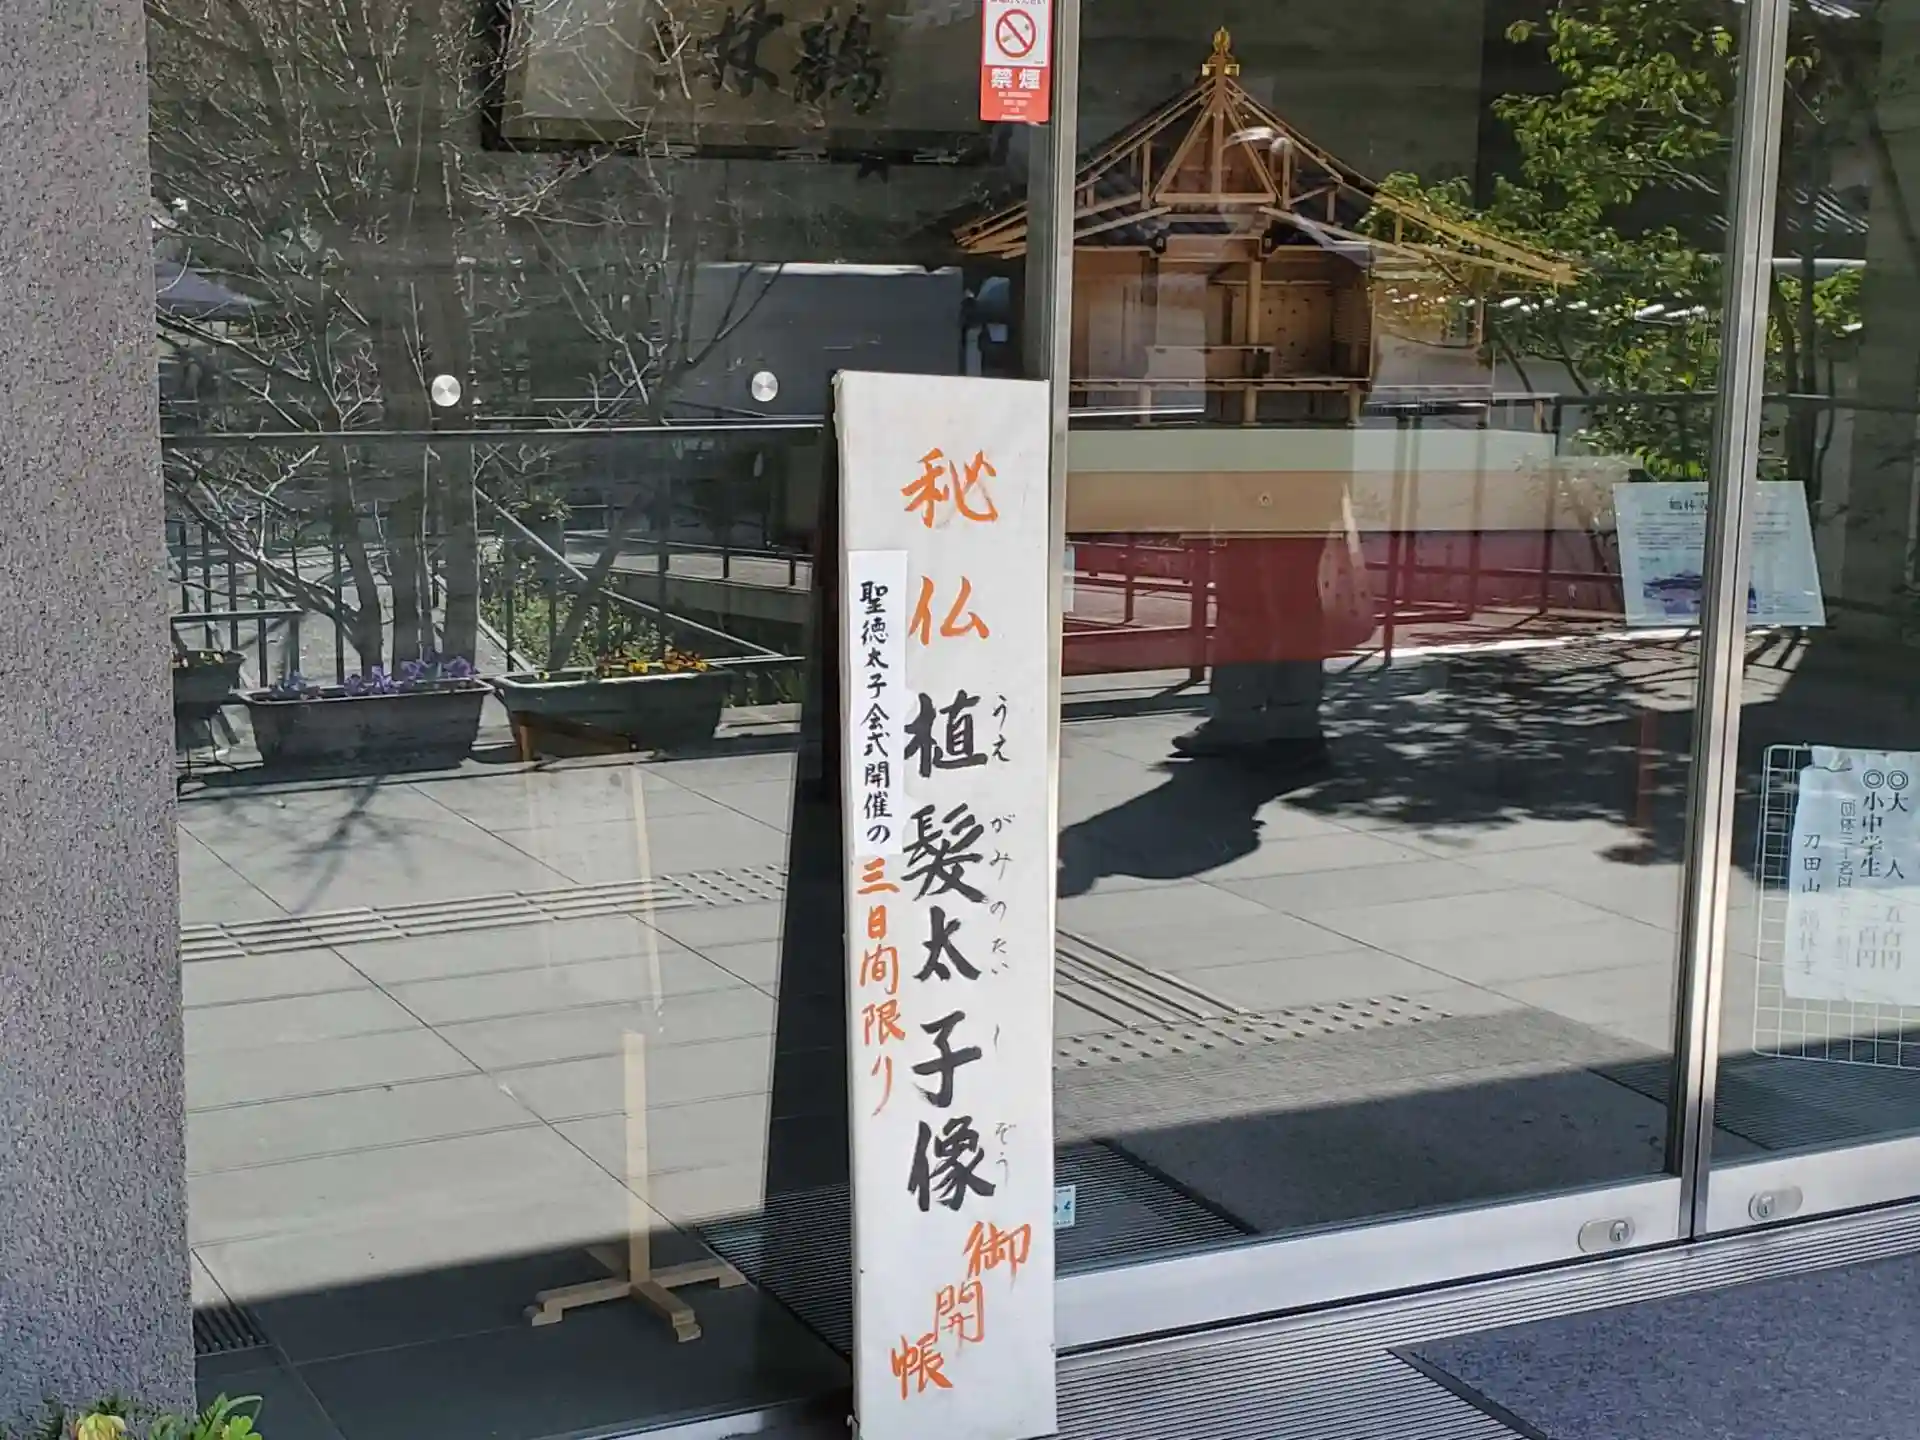 鶴林
禁煙
秘仏植髪太子像
うえがみのたいしぞう
御開帳
聖徳太子会式開催の
三日間限り
◎大人 五百円
◎小中学生 二百円
刀田山 鶴林寺